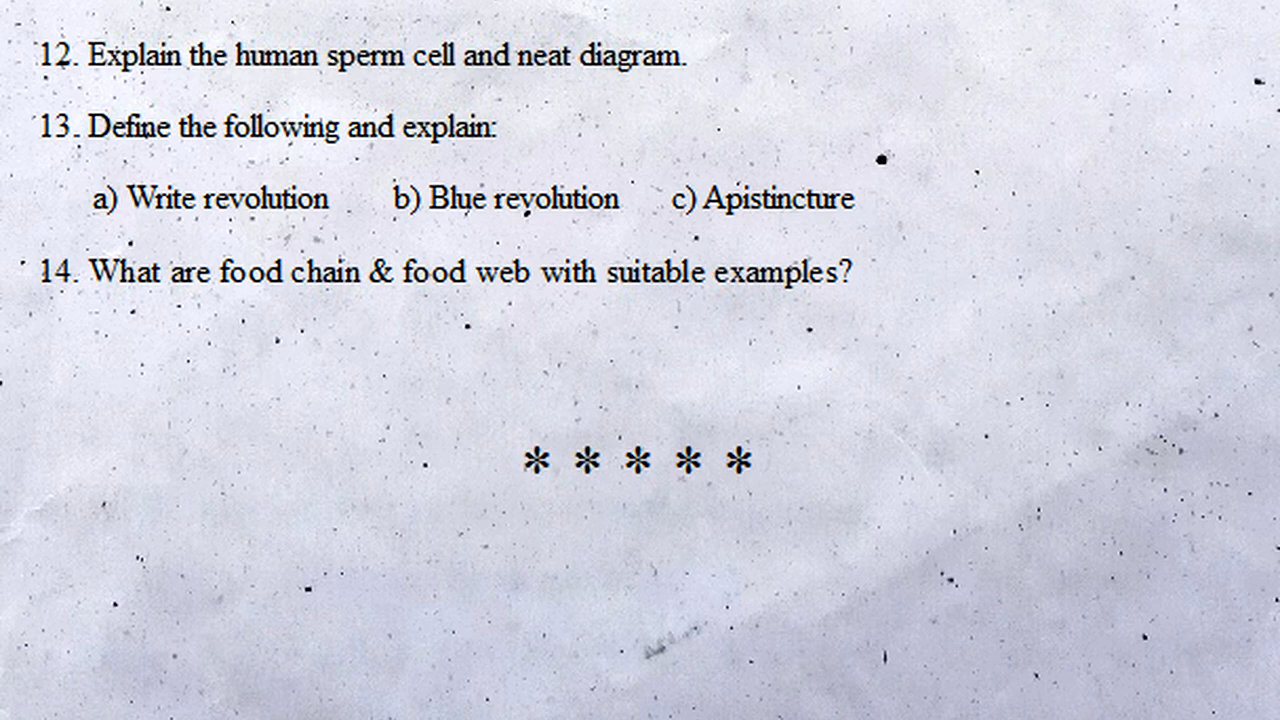 12. Explain the human sperm cell and neat diagram.
13. Define the following and explain:
a) Write revolution b) Blue revolution c) Apistincture
14. What are food chain & food web with suitable examples?
* * * * *